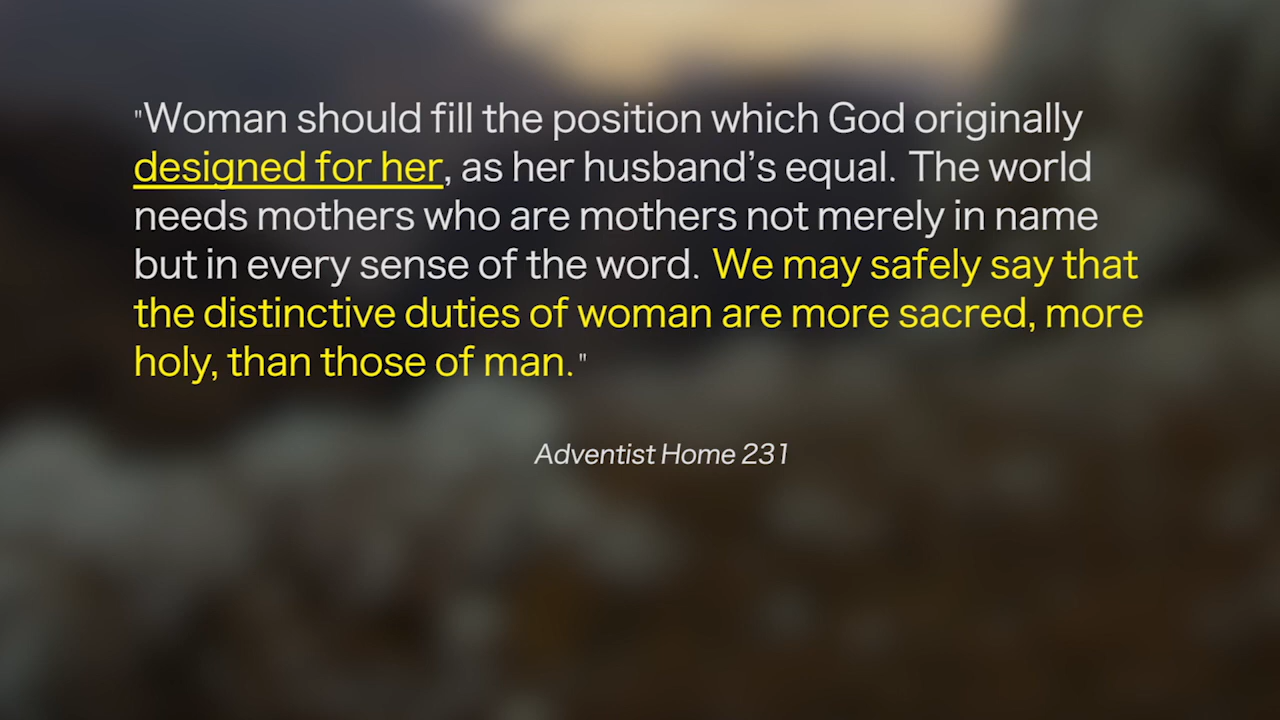 "Woman should fill the position which God originally
designed for her, as her husband’s equal. The world
needs mothers who are mothers not merely in name
but in every sense of the word. We may safely say that
the distinctive duties of woman are more sacred, more
holy, than those of man."
Adventist Home 231